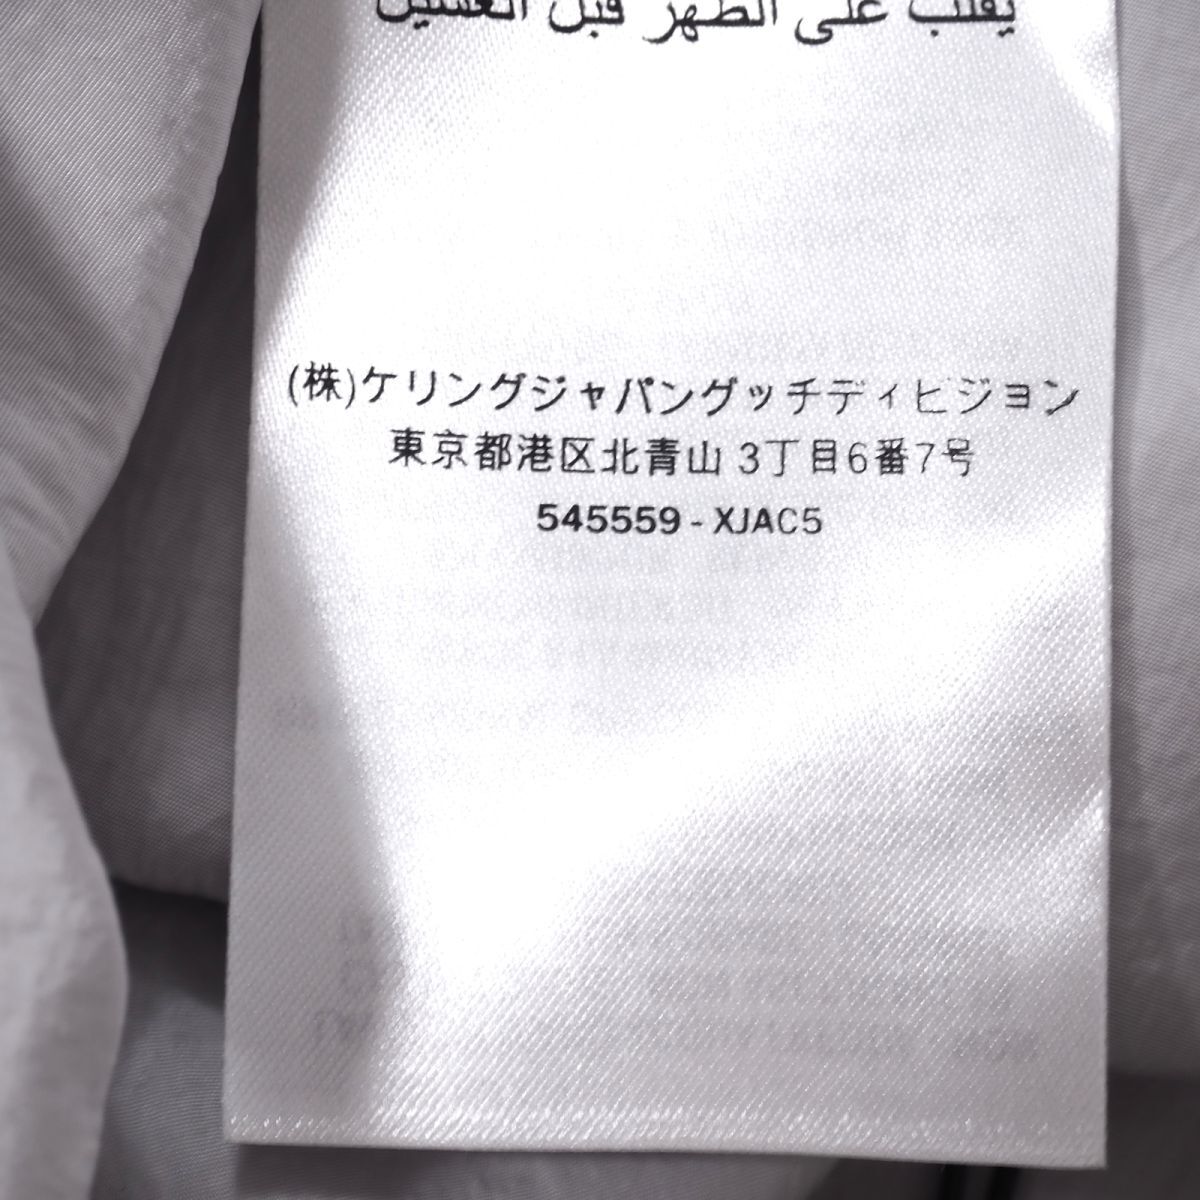 يقلب على الظهر قبل الغسيل
(株)ケリングジャパングッチディビジョン
東京都港区北青山 3丁目6番7号
545559 - XJAC5